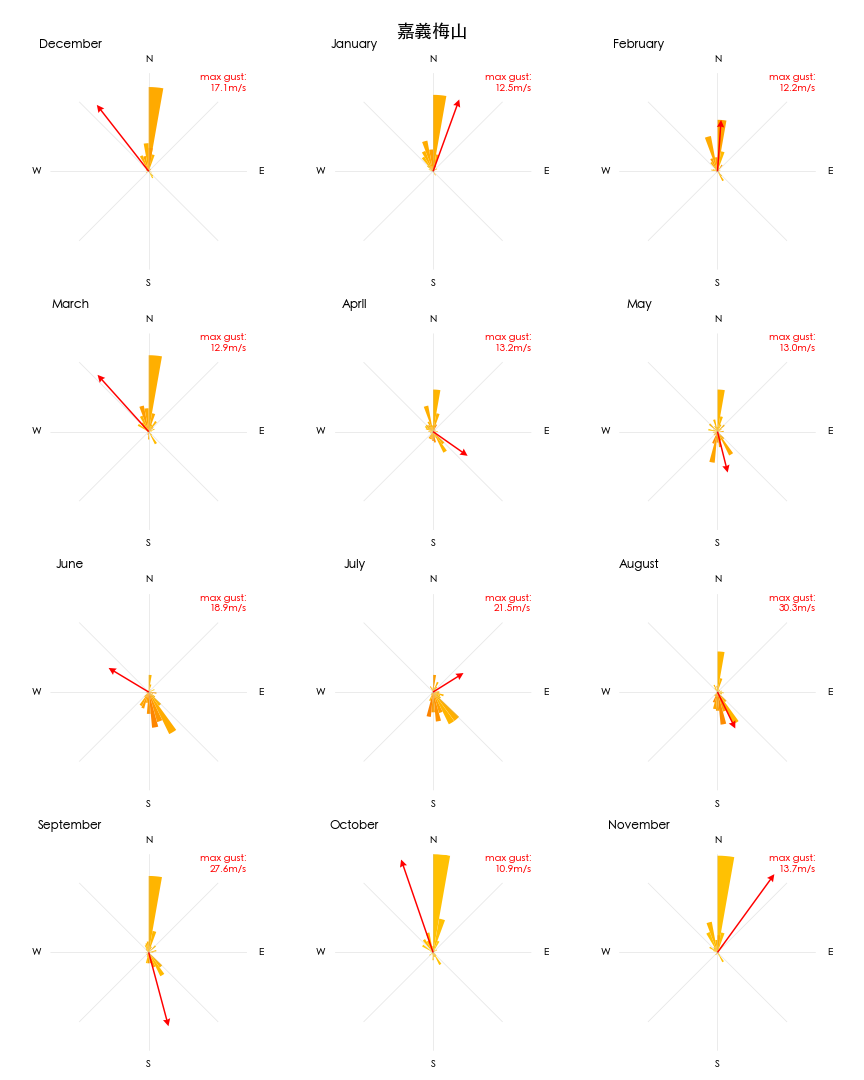 嘉義梅山
December
N
max gust:
17.1m/s
W
E
S
January
N
max gust:
12.5m/s
W
E
S
February
N
max gust:
12.2m/s
W
E
S
March
N
max gust:
12.9m/s
W
E
S
April
N
max gust:
13.2m/s
W
E
S
May
N
max gust:
13.0m/s
W
E
S
June
N
max gust:
18.9m/s
W
E
S
July
N
max gust:
21.5m/s
W
E
S
August
N
max gust:
30.3m/s
W
E
S
September
N
max gust:
27.6m/s
W
E
S
October
N
max gust:
10.9m/s
W
E
S
November
N
max gust:
13.7m/s
W
E
S